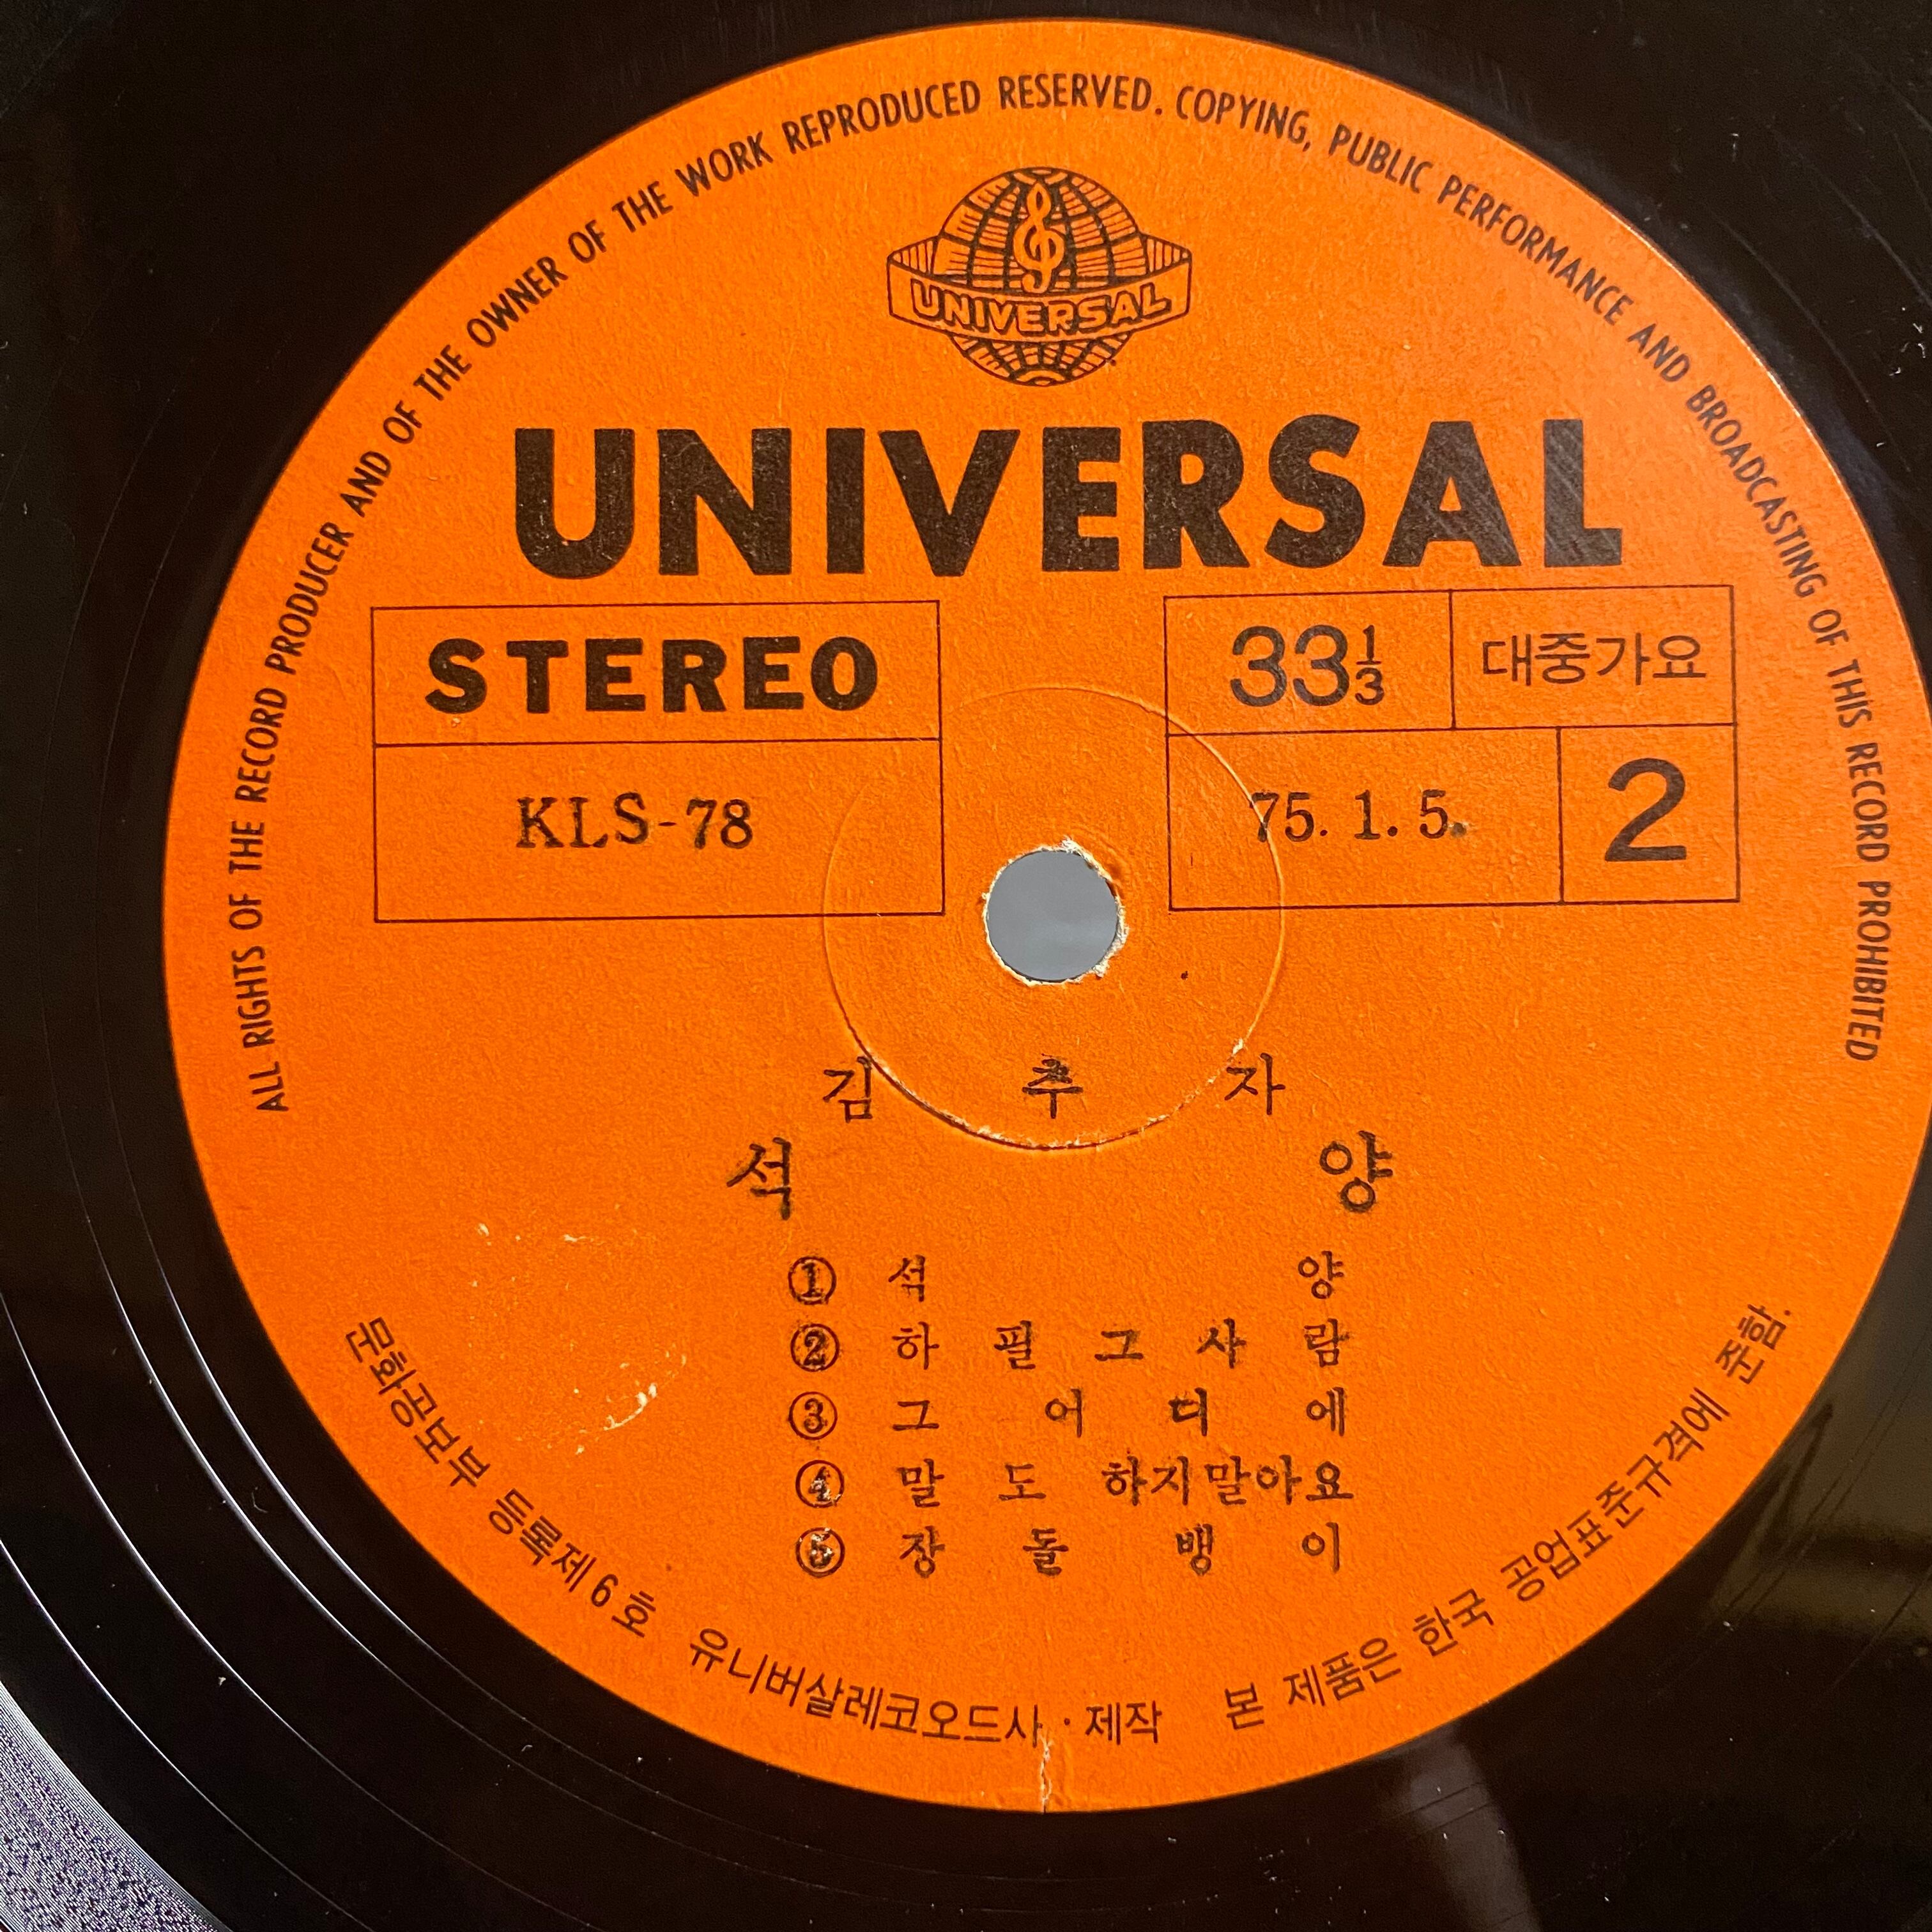 ALL RIGHTS OF THE RECORD PRODUCER AND OF THE OWNER OF THE WORK REPRODUCED RESERVED. COPYING, PUBLIC PERFORMANCE AND BROADCASTING OF THIS RECORD PROHIBITED
UNIVERSAL
UNIVERSAL
STEREO
33⅓ 대중가요
KLS-78
75. 1. 5. 2
김 추 자
석 양
① 석 양
② 하 필 그 사 람
③ 그 어 디 에
④ 말 도 하지말아요
⑤ 장 돌 뱅 이
문화공보부 등록제6호 유니버살레코오드사 · 제작 본 제품은 한국 공업표준규격에 준함.